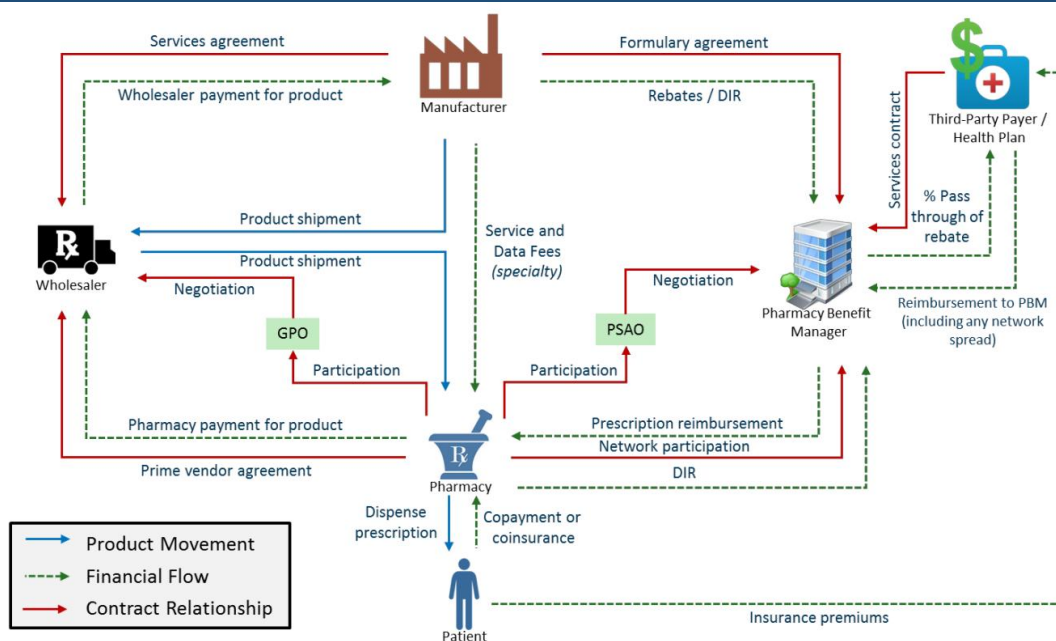 Services agreement
Formulary agreement
Wholesaler payment for product
Manufacturer
Rebates / DIR
$
Third-Party Payer /
Health Plan
Services contract
% Pass
through of
rebate
Product shipment
Rx
Product shipment
Service and
Data Fees
(specialty)
Wholesaler
Negotiation
Negotiation
Pharmacy Benefit
Manager
Reimbursement to PBM
(including any network
spread)
GPO
PSAO
Participation
Participation
Pharmacy payment for product
Prescription reimbursement
Rx
Network participation
Prime vendor agreement
DIR
Pharmacy
Dispense
prescription
Copayment or
coinsurance
Product Movement
Financial Flow
Contract Relationship
Insurance premiums
Patient